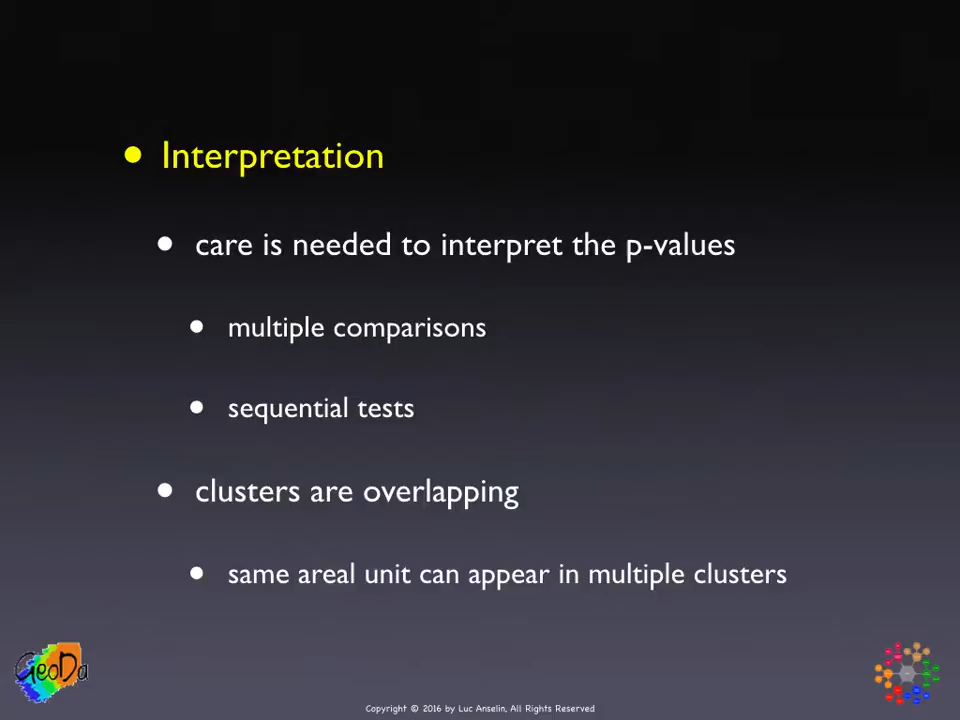 • Interpretation
• care is needed to interpret the p-values
• multiple comparisons
• sequential tests
• clusters are overlapping
• same areal unit can appear in multiple clusters
GeoDa
Copyright © 2016 by Luc Anselin, All Rights Reserved